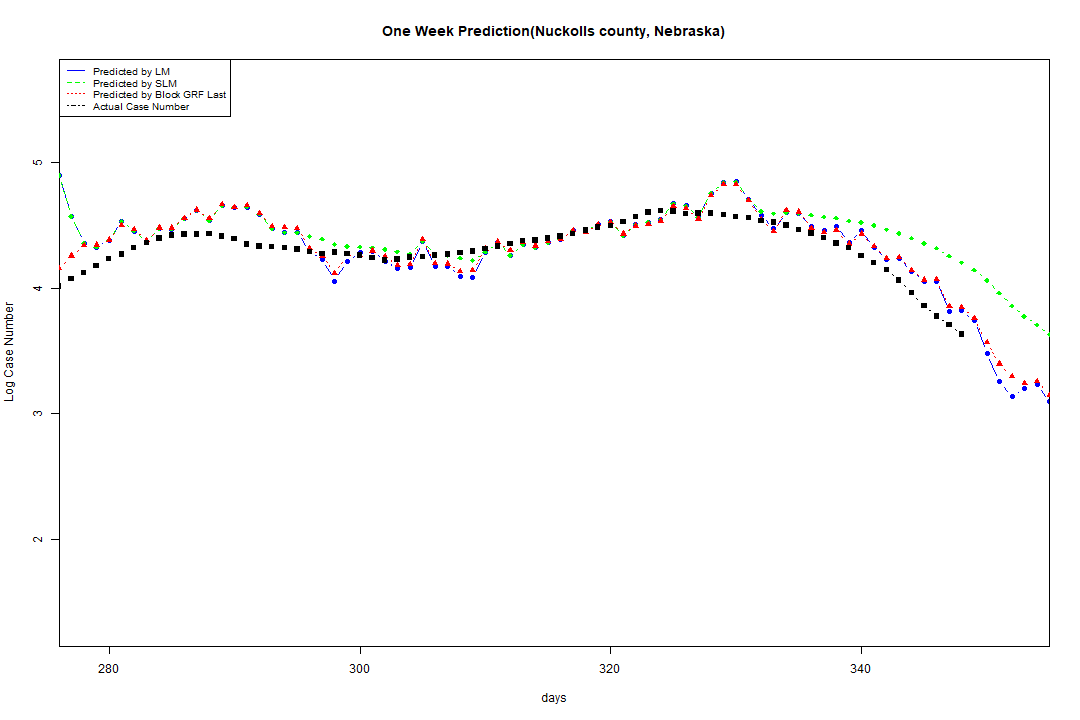 One Week Prediction(Nuckolls county, Nebraska)
Predicted by LM
Predicted by SLM
Predicted by Block GRF Last
Actual Case Number
5
4
3
2
Log Case Number
280 300 320 340
days